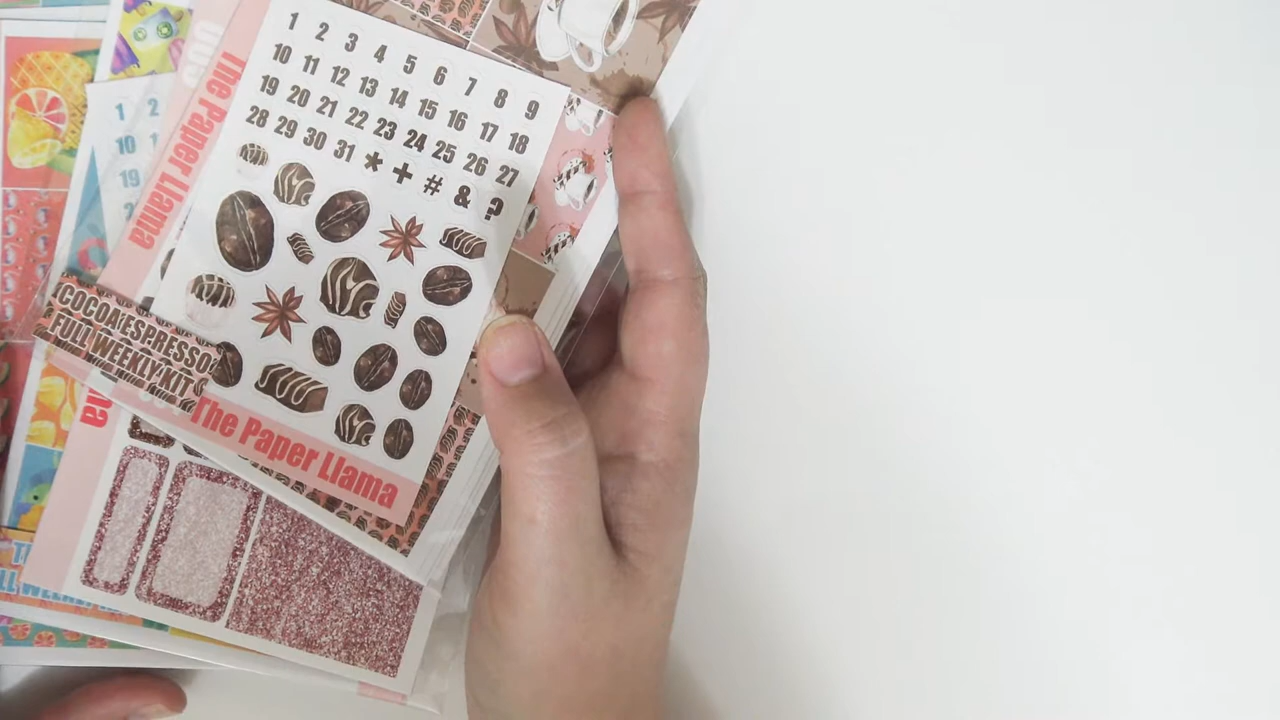 1 2 3 4 5 6 7 8 9
10 11 12 13 14 15 16 17 18
19 20 21 22 23 24 25 26 27
28 29 30 31 * + # & ?
The Paper Llama
COCOA ESPRESSO
FULL WEEKLY KIT
The Paper Llama
1 2
10
19